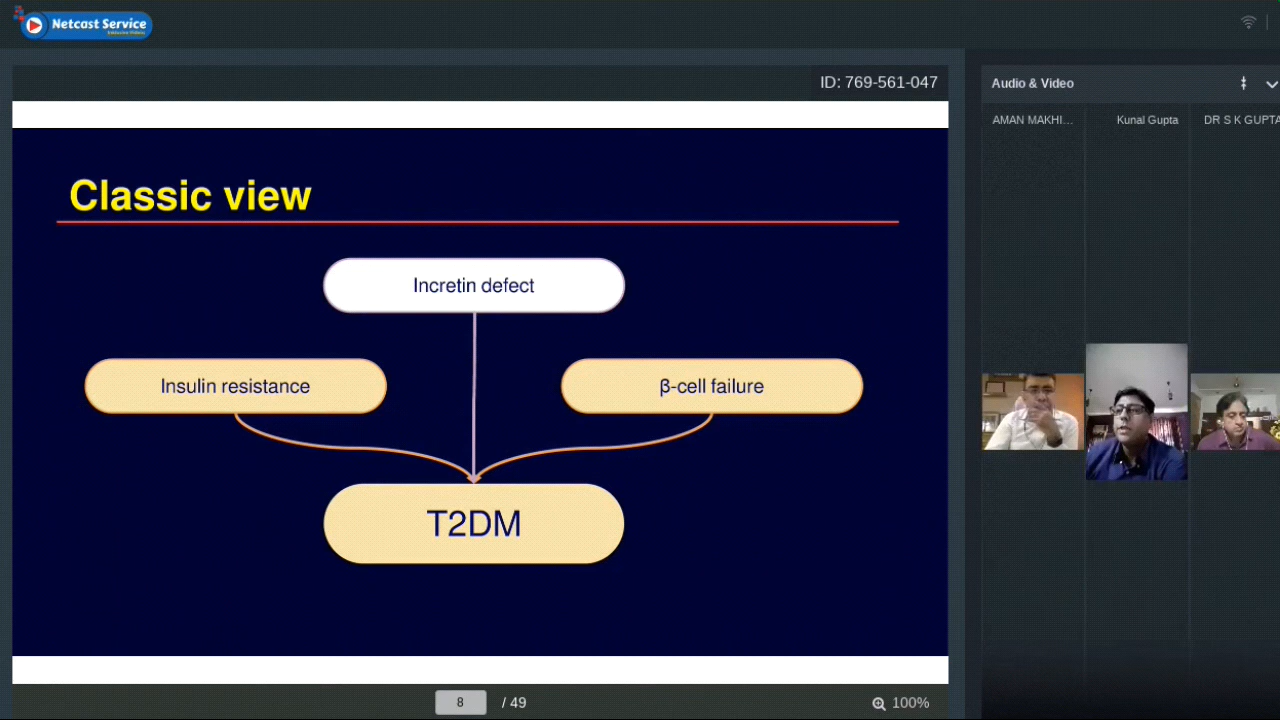 Netcast Service
ID: 769-561-047
Audio & Video
AMAN MAKHI...
Kunal Gupta
DR S K GUPTA
Classic view
Incretin defect
Insulin resistance
β-cell failure
T2DM
8 / 49
100%